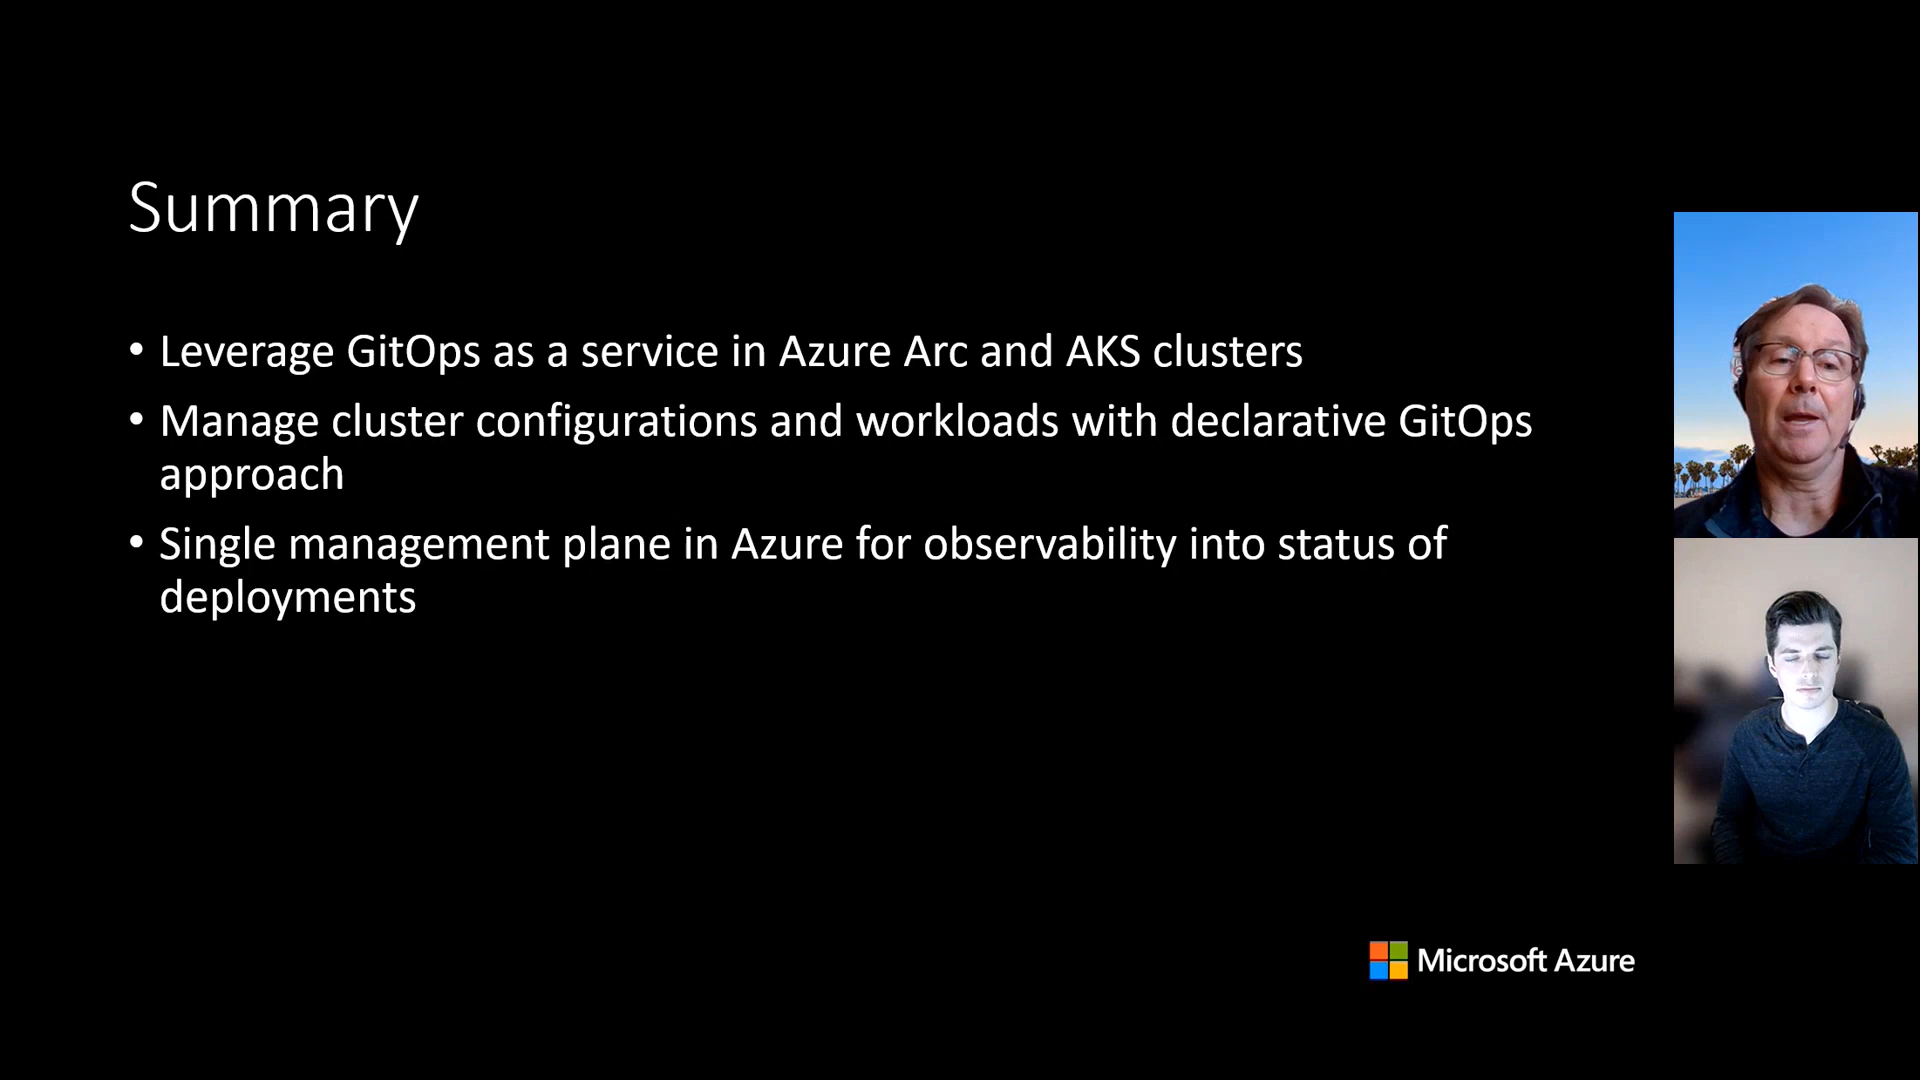 Summary
• Leverage GitOps as a service in Azure Arc and AKS clusters
• Manage cluster configurations and workloads with declarative GitOps
approach
• Single management plane in Azure for observability into status of
deployments
Microsoft Azure